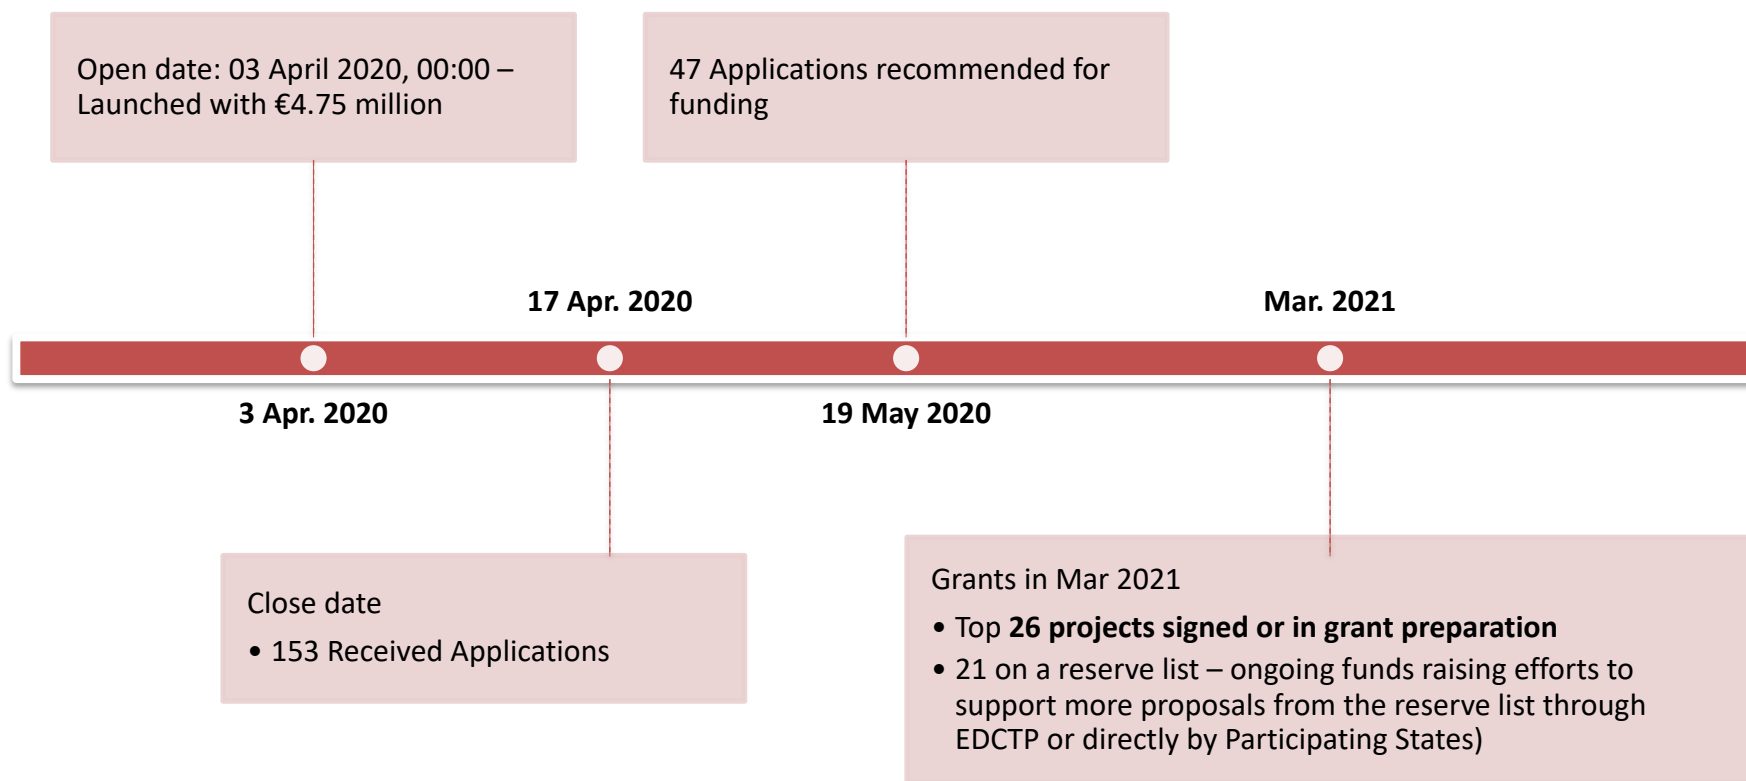 Open date: 03 April 2020, 00:00 –
Launched with €4.75 million
47 Applications recommended for
funding
17 Apr. 2020
Mar. 2021
3 Apr. 2020
19 May 2020
Close date
• 153 Received Applications
Grants in Mar 2021
• Top 26 projects signed or in grant preparation
• 21 on a reserve list – ongoing funds raising efforts to
support more proposals from the reserve list through
EDCTP or directly by Participating States)